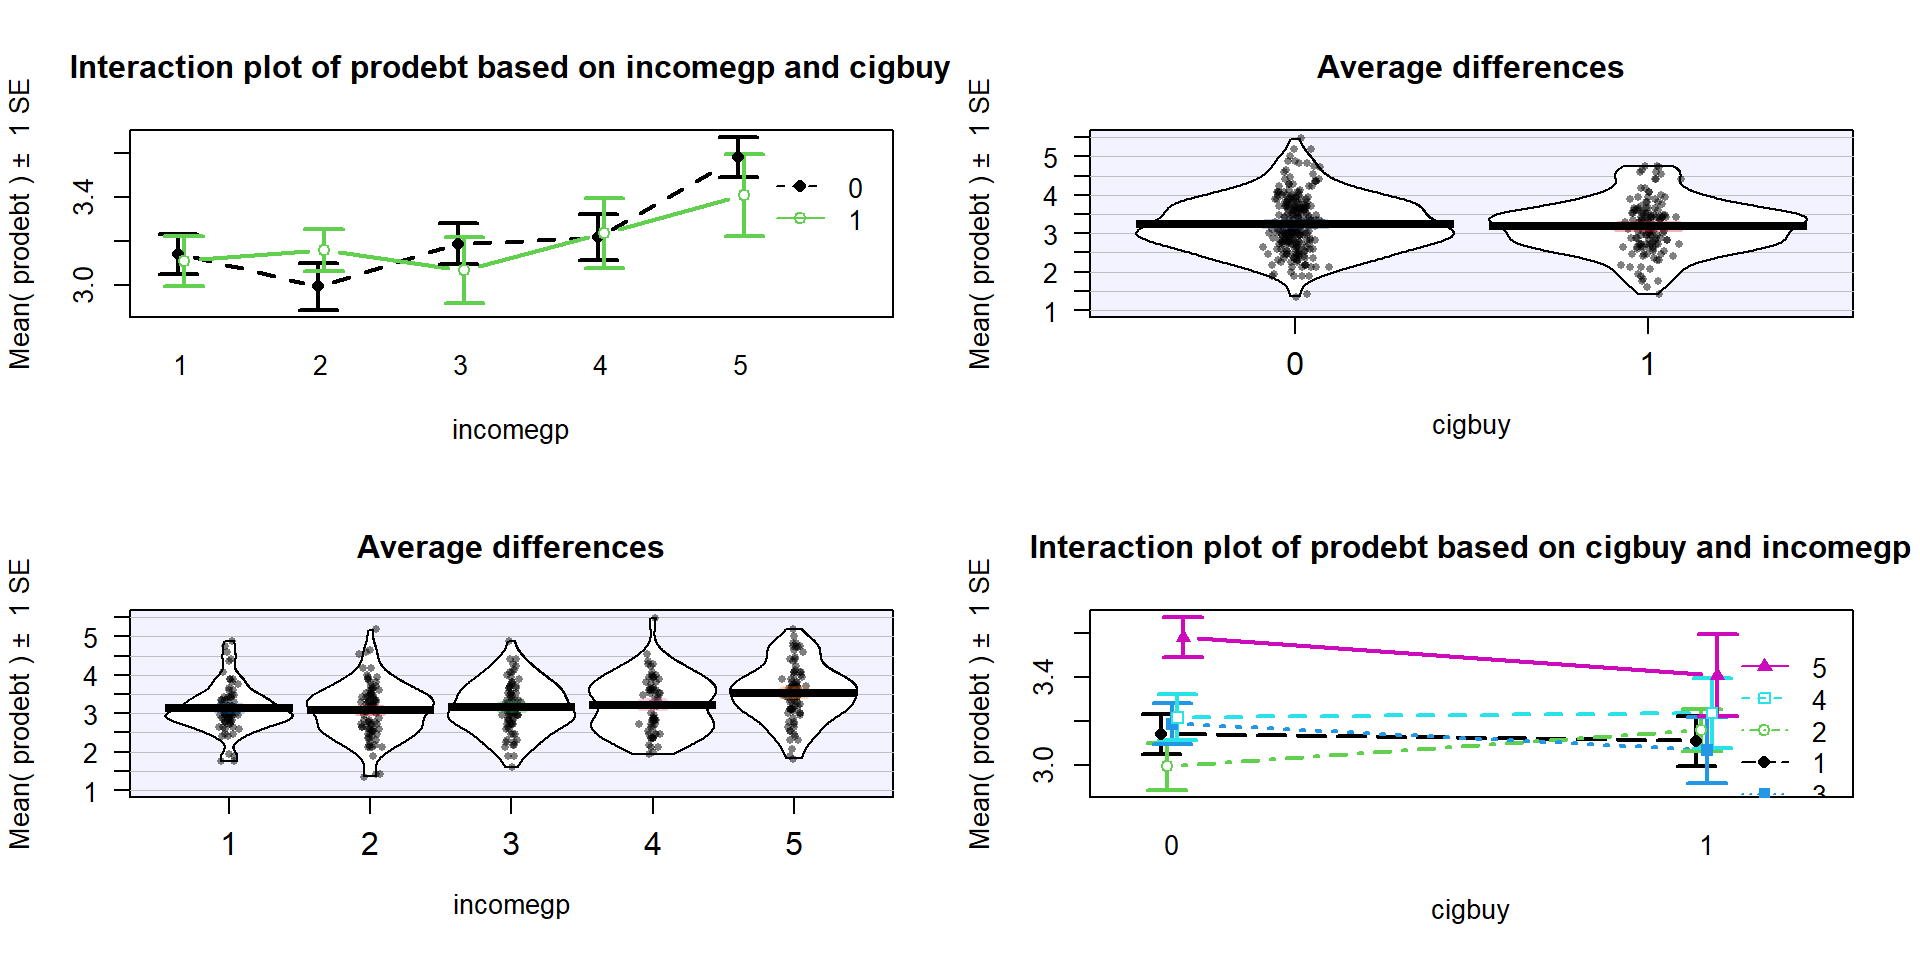 Interaction plot of prodebt based on incomegp and cigbuy
Mean( prodebt ) ± 1 SE
3.4
3.0
0
1
1 2 3 4 5
incomegp
Average differences
Mean( prodebt ) ± 1 SE
5
4
3
2
1
0 1
cigbuy
Average differences
Mean( prodebt ) ± 1 SE
5
4
3
2
1
1 2 3 4 5
incomegp
Interaction plot of prodebt based on cigbuy and incomegp
Mean( prodebt ) ± 1 SE
3.4
3.0
5
4
2
1
3
0 1
cigbuy